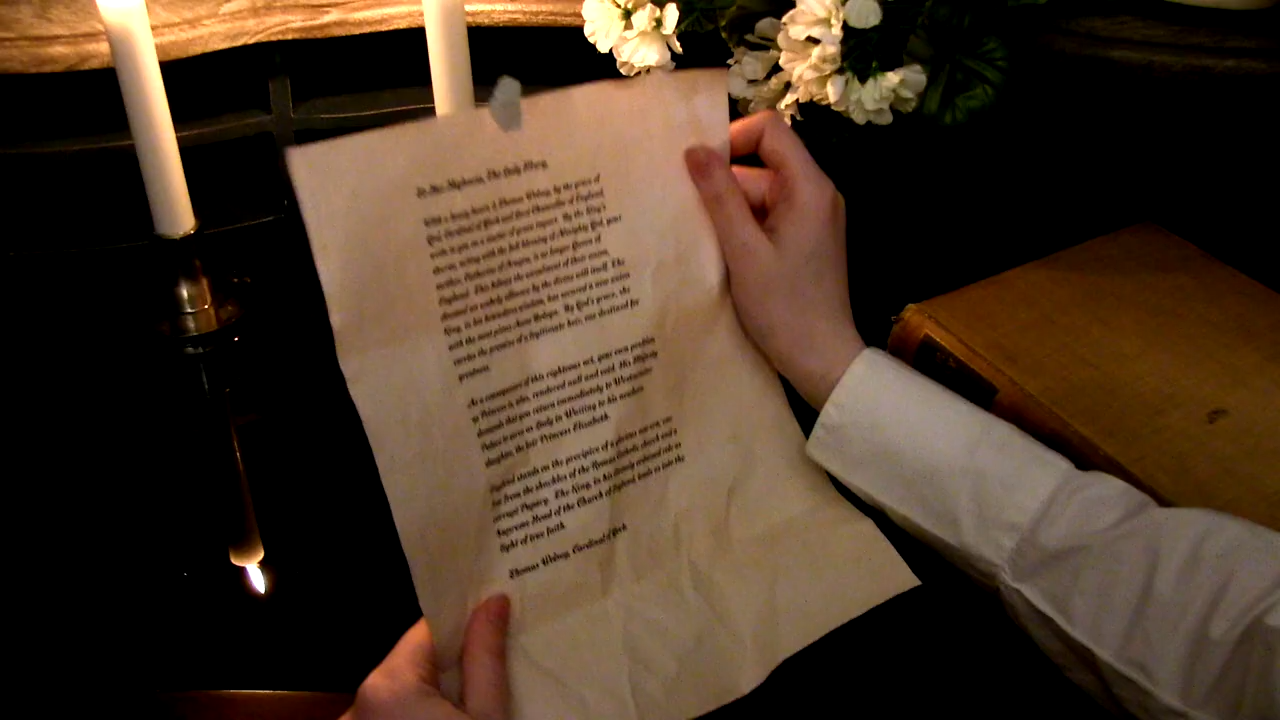 To Her Highness, The Lady Mary,
With a heavy heart, I, Thomas Wolsey, by the grace of
God, Cardinal of York and Lord Chancellor of England,
write to you on a matter of great import. By the King's
decree, acting with the full blessing of Almighty God, your
mother, Catherine of Aragon, is no longer Queen of
England. This follows the annulment of their union,
deemed unlawful by the divine will itself. The
King, in his boundless wisdom, has secured a new union
with the most pious Anne Boleyn. By God's grace, she
carries the promise of a legitimate heir, one destined for
greatness.
As a consequence of this righteous act, your own position
as Princess is also, rendered null and void. His Majesty
demands that you return immediately to Westminster
Palace to serve as Lady in Waiting to his newborn
daughter, the heir Princess Elizabeth.
England stands on the precipice of a glorious new era, one
free from the shackles of the Roman Catholic church and a
corrupt Papacy. The King, in his divinely ordained role as
Supreme Head of the Church of England leads us into the
light of true faith.
Thomas Wolsey, Cardinal of York